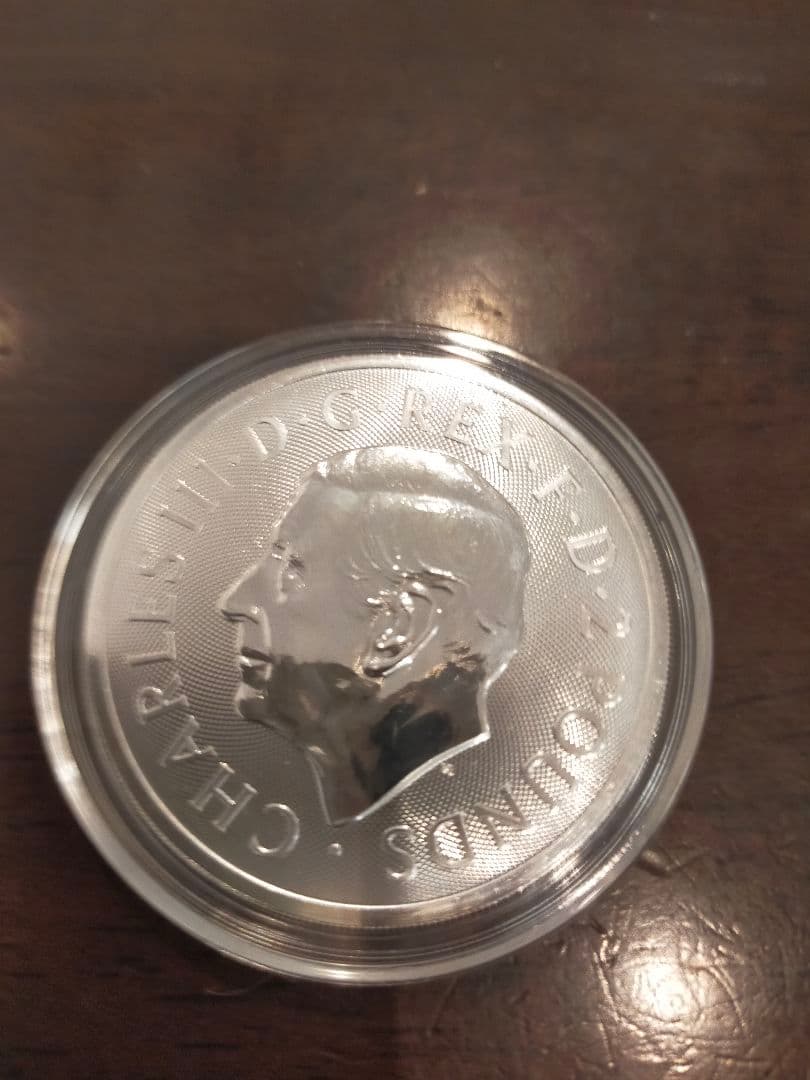 CHARLES III · D · G · REX · F · D · 2 POUNDS ·